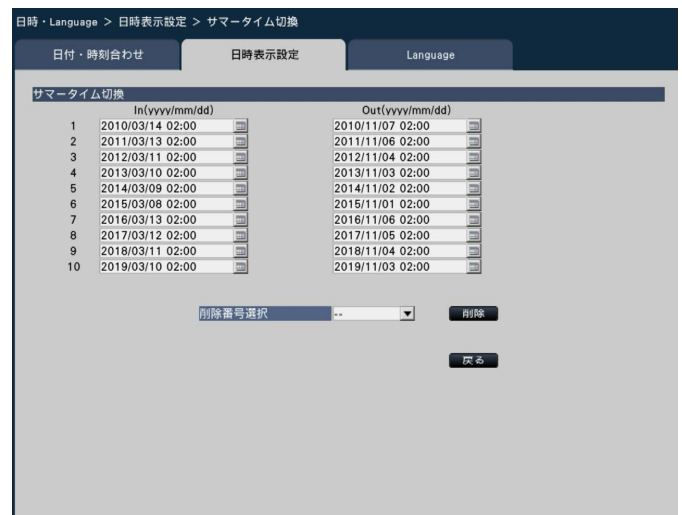 日時・Language > 日時表示設定 > サマータイム切換
日付・時刻合わせ 日時表示設定 Language
サマータイム切換
In(yyyy/mm/dd) Out(yyyy/mm/dd)
1 2010/03/14 02:00 2010/11/07 02:00
2 2011/03/13 02:00 2011/11/06 02:00
3 2012/03/11 02:00 2012/11/04 02:00
4 2013/03/10 02:00 2013/11/03 02:00
5 2014/03/09 02:00 2014/11/02 02:00
6 2015/03/08 02:00 2015/11/01 02:00
7 2016/03/13 02:00 2016/11/06 02:00
8 2017/03/12 02:00 2017/11/05 02:00
9 2018/03/11 02:00 2018/11/04 02:00
10 2019/03/10 02:00 2019/11/03 02:00
削除番号選択 -- 削除
戻る